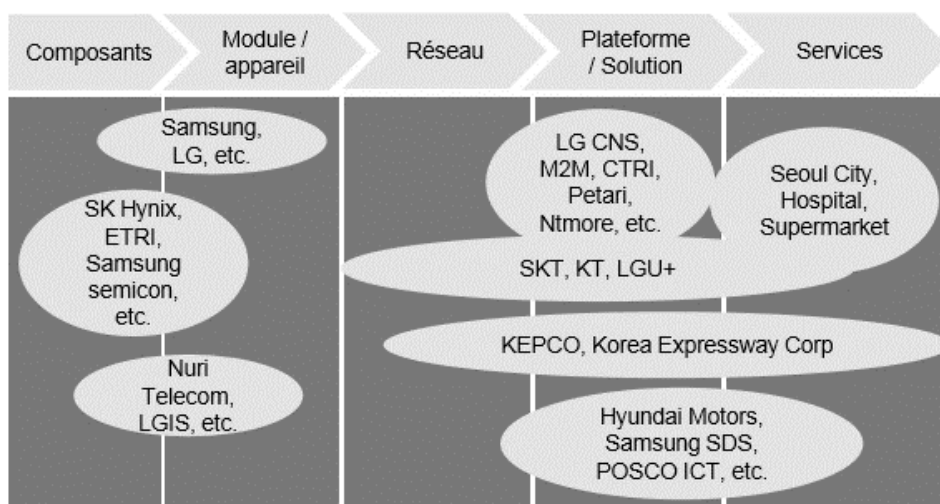 Composants
Module /
appareil
Réseau
Plateforme
/ Solution
Services
Samsung,
LG, etc.
SK Hynix,
ETRI,
Samsung
semicon,
etc.
Nuri
Telecom,
LGIS, etc.
LG CNS,
M2M, CTRI,
Petari,
Ntmore, etc.
Seoul City,
Hospital,
Supermarket
SKT, KT, LGU+
KEPCO, Korea Expressway Corp
Hyundai Motors,
Samsung SDS,
POSCO ICT, etc.